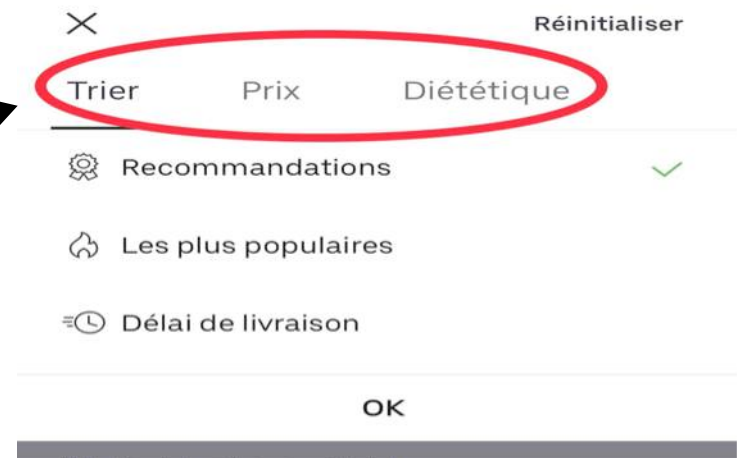 Réinitialiser
Trier Prix Diététique
Recommandations
Les plus populaires
Délai de livraison
OK